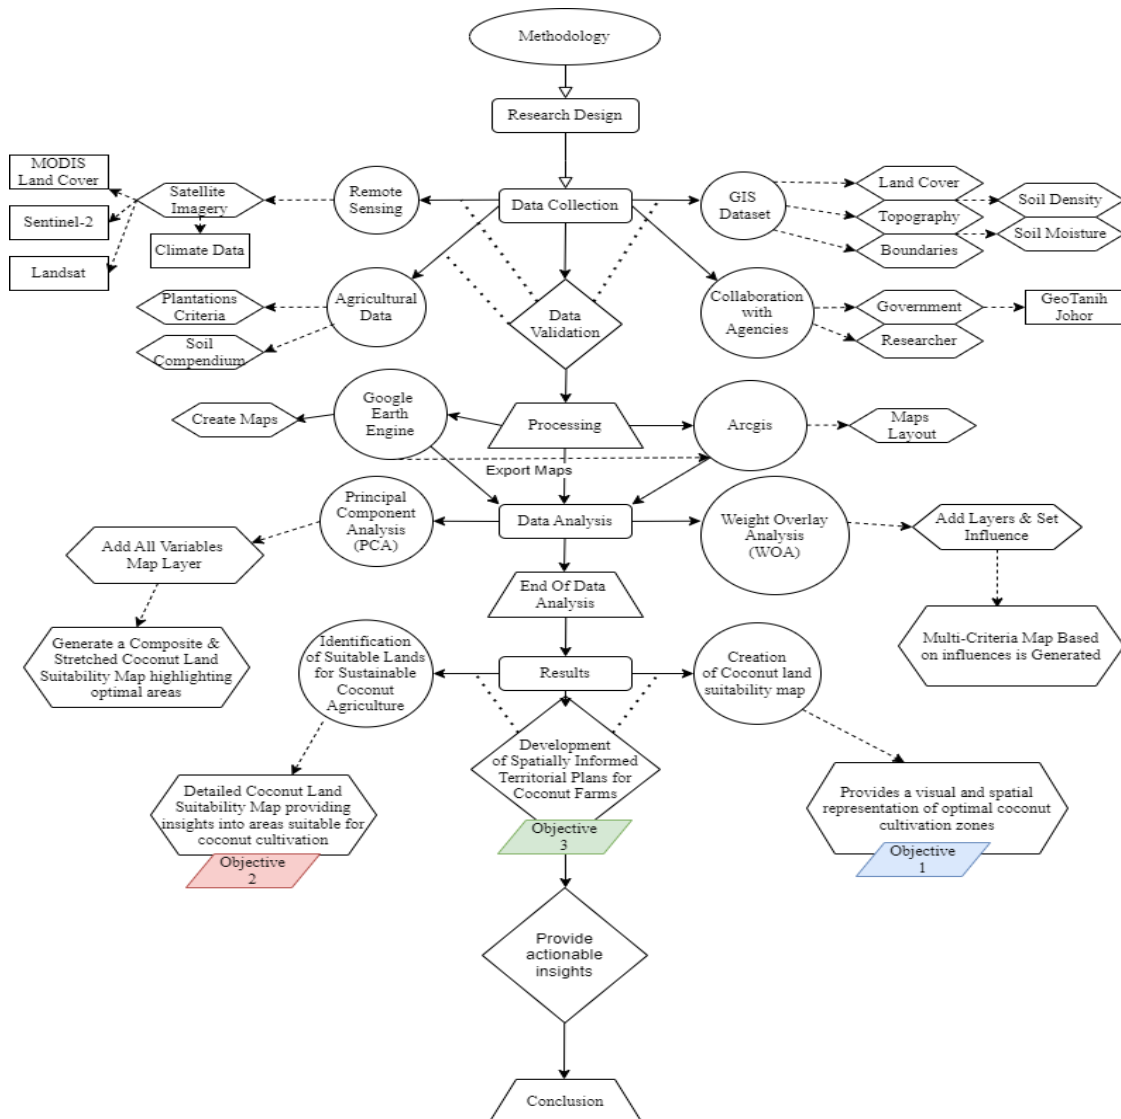 Methodology
Research Design
MODIS
Land Cover
Satellite
Imagery
Remote
Sensing
Data Collection
GIS
Dataset
Land Cover
Soil Density
Sentinel-2
Topography
Climate Data
Boundaries
Soil Moisture
Landsat
Plantations
Criteria
Agricultural
Data
Data
Validation
Collaboration
with
Agencies
Government
GeoTanih
Johor
Soil
Compendium
Researcher
Create Maps
Google
Earth
Engine
Processing
Arcgis
Maps
Layout
Export Maps
Principal
Component
Analysis
(PCA)
Data Analysis
Weight Overlay
Analysis
(WOA)
Add Layers & Set
Influence
Add All Variables
Map Layer
End Of Data
Analysis
Generate a Composite &
Stretched Coconut Land
Suitability Map highlighting
optimal areas
Identification
of Suitable Lands
for Sustainable
Coconut
Agriculture
Results
Creation
of Coconut land
suitability map
Multi-Criteria Map Based
on influences is Generated
Development
of Spatially Informed
Territorial Plans for
Coconut Farms
Detailed Coconut Land
Suitability Map providing
insights into areas suitable for
coconut cultivation
Provides a visual and spatial
representation of optimal coconut
cultivation zones
Objective
3
Objective
2
Objective
1
Provide
actionable
insights
Conclusion